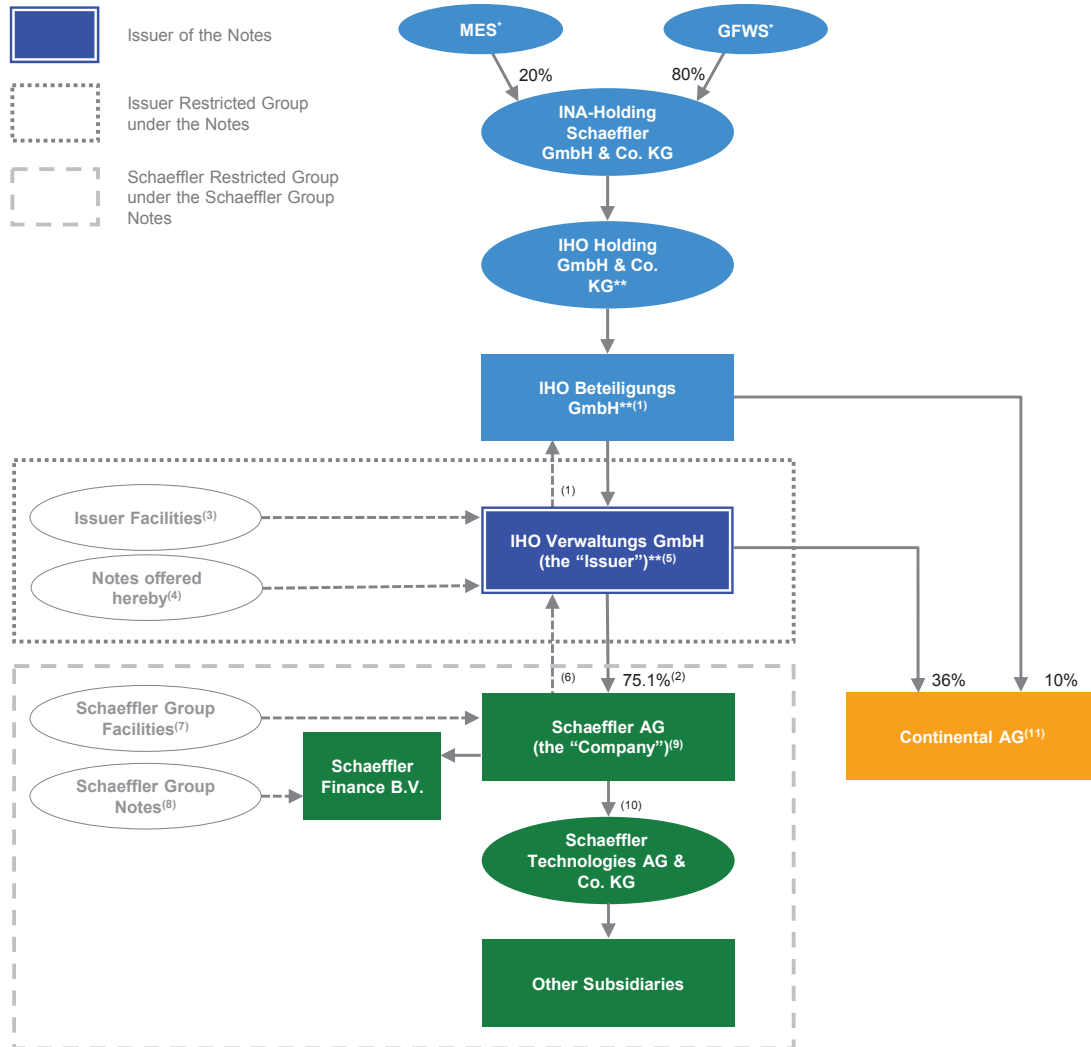 Issuer of the Notes
Issuer Restricted Group
under the Notes
Schaeffler Restricted Group
under the Schaeffler Group
Notes
MES*
GFWS*
20%
80%
INA-Holding
Schaeffler
GmbH & Co. KG
IHO Holding
GmbH & Co.
KG**
IHO Beteiligungs
GmbH**(1)
(1)
Issuer Facilities(3)
IHO Verwaltungs GmbH
(the “Issuer”)**(5)
Notes offered
hereby(4)
(6)
75.1%(2)
36%
10%
Schaeffler Group
Facilities(7)
Schaeffler AG
(the “Company”)(9)
Continental AG(11)
Schaeffler
Finance B.V.
Schaeffler Group
Notes(8)
(10)
Schaeffler
Technologies AG &
Co. KG
Other Subsidiaries